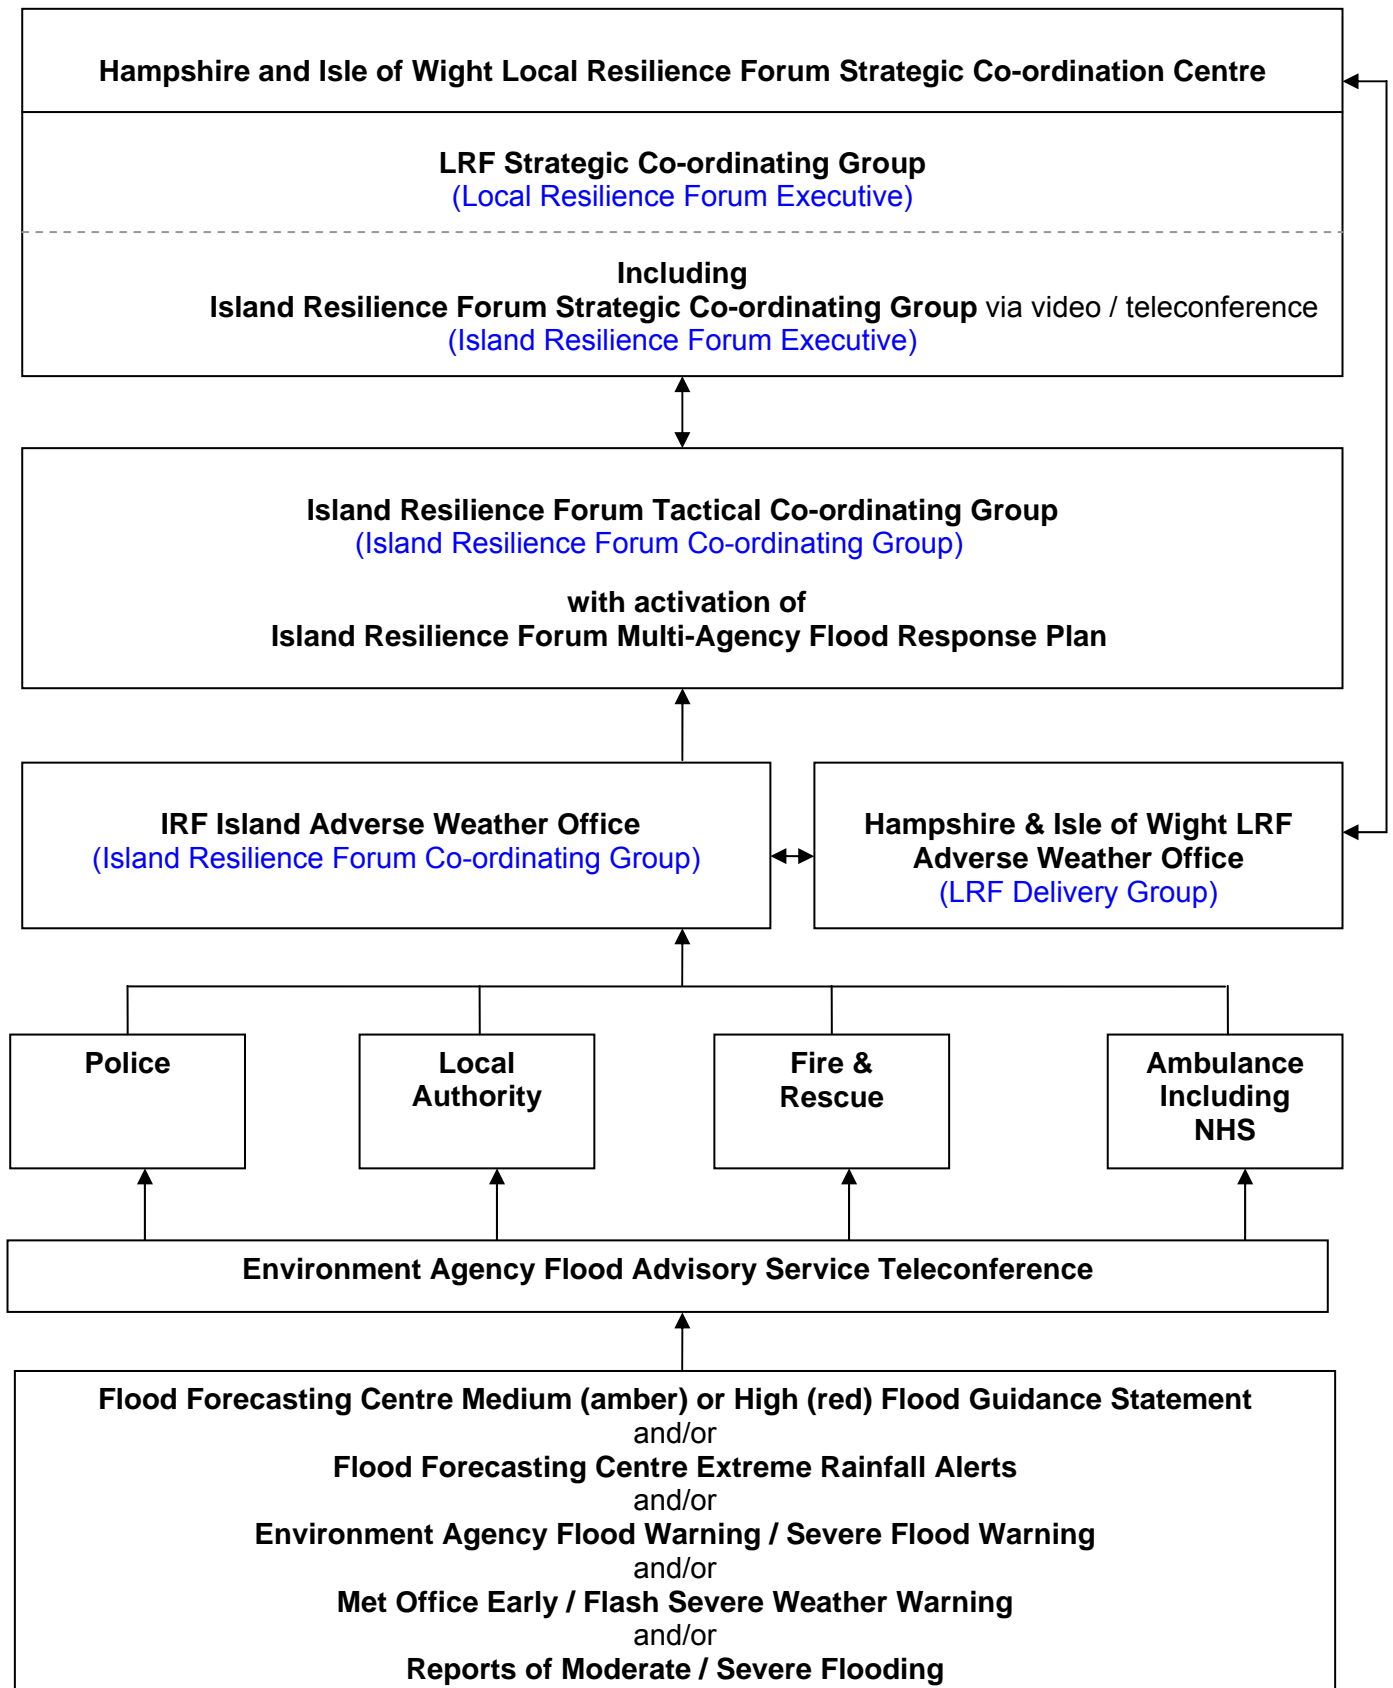 Hampshire and Isle of Wight Local Resilience Forum Strategic Co-ordination Centre
LRF Strategic Co-ordinating Group
(Local Resilience Forum Executive)
Including
Island Resilience Forum Strategic Co-ordinating Group via video / teleconference
(Island Resilience Forum Executive)
Island Resilience Forum Tactical Co-ordinating Group
(Island Resilience Forum Co-ordinating Group)
with activation of
Island Resilience Forum Multi-Agency Flood Response Plan
IRF Island Adverse Weather Office
(Island Resilience Forum Co-ordinating Group)
Hampshire & Isle of Wight LRF
Adverse Weather Office
(LRF Delivery Group)
Police
Local
Authority
Fire &
Rescue
Ambulance
Including
NHS
Environment Agency Flood Advisory Service Teleconference
Flood Forecasting Centre Medium (amber) or High (red) Flood Guidance Statement
and/or
Flood Forecasting Centre Extreme Rainfall Alerts
and/or
Environment Agency Flood Warning / Severe Flood Warning
and/or
Met Office Early / Flash Severe Weather Warning
and/or
Reports of Moderate / Severe Flooding